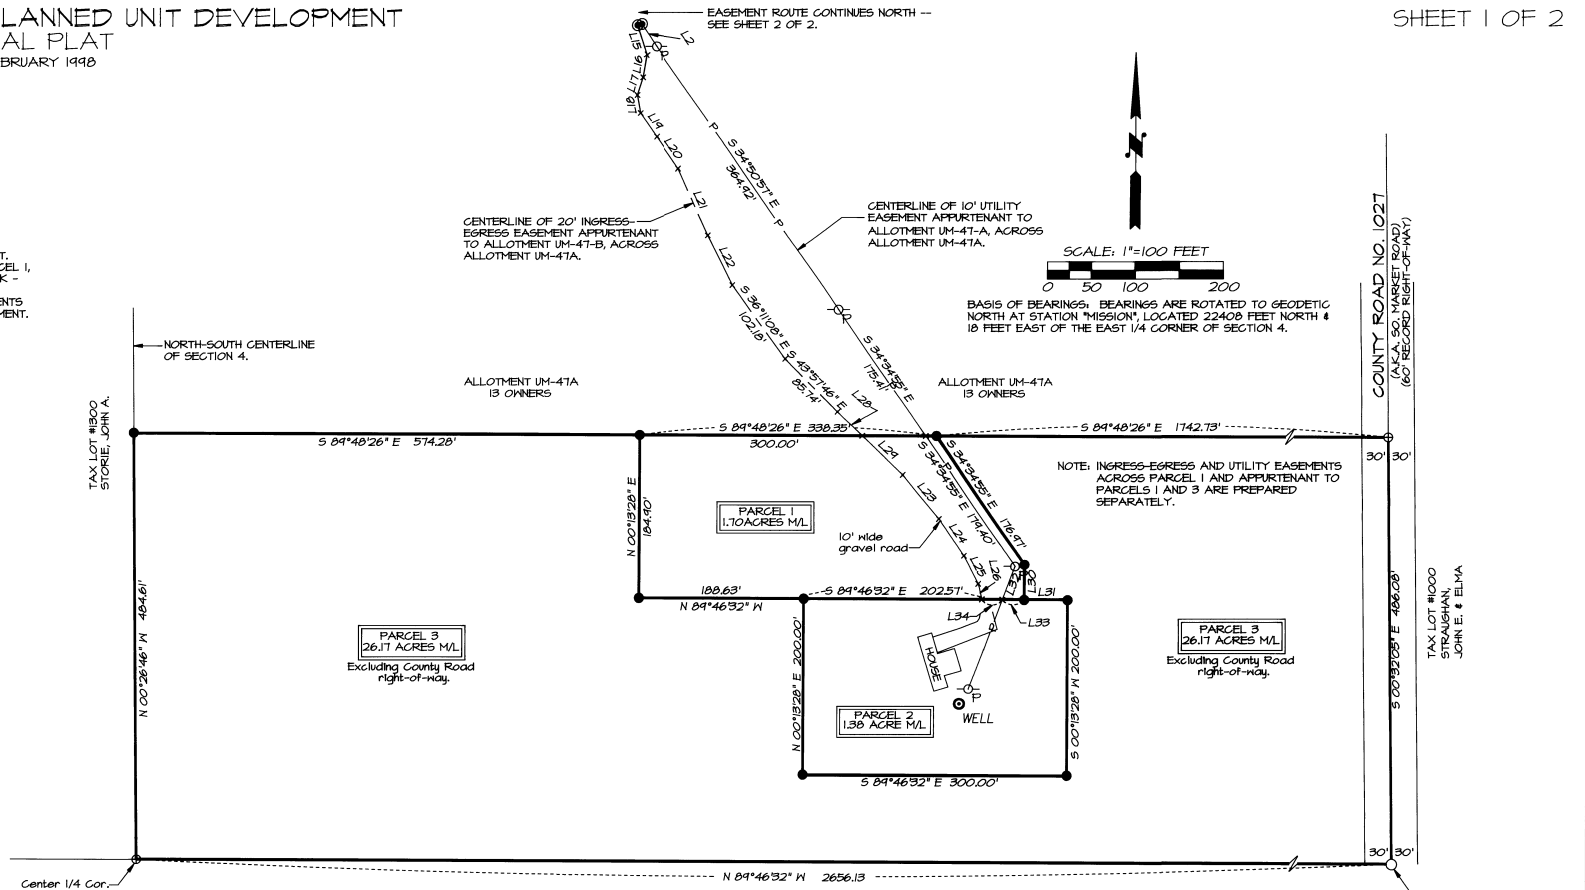 LANNED UNIT DEVELOPMENT
AL PLAT
BRUARY 1998
SHEET 1 OF 2
EASEMENT ROUTE CONTINUES NORTH --
SEE SHEET 2 OF 2.
L2
L15
L16
L17
L18
L19
L20
L21
L22
P
P
P
S 34°50'57" E
364.92'
CENTERLINE OF 20' INGRESS-
EGRESS EASEMENT APPURTENANT
TO ALLOTMENT UM-47-B, ACROSS
ALLOTMENT UM-47A.
CENTERLINE OF 10' UTILITY
EASEMENT APPURTENANT TO
ALLOTMENT UM-47-A, ACROSS
ALLOTMENT UM-47A.
N
SCALE: 1"=100 FEET
0 50 100 200
BASIS OF BEARINGS: BEARINGS ARE ROTATED TO GEODETIC
NORTH AT STATION "MISSION", LOCATED 22408 FEET NORTH &
18 FEET EAST OF THE EAST 1/4 CORNER OF SECTION 4.
COUNTY ROAD NO. 1027
(A.K.A. SO. MARKET ROAD)
(60' RECORD RIGHT-OF-WAY)
T.
CEL 1,
K -
ENTS
MENT.
NORTH-SOUTH CENTERLINE
OF SECTION 4.
TAX LOT #1300
STORIE, JOHN A.
ALLOTMENT UM-47A
13 OWNERS
S 36°11'08" E
102.18'
S 43°57'46" E
85.74'
L28
P
S 34°34'55" E
175.41'
ALLOTMENT UM-47A
13 OWNERS
S 89°48'26" E 574.28'
S 89°48'26" E 338.35'
300.00'
S 89°48'26" E 1742.73'
30' 30'
NOTE: INGRESS-EGRESS AND UTILITY EASEMENTS
ACROSS PARCEL 1 AND APPURTENANT TO
PARCELS 1 AND 3 ARE PREPARED
SEPARATELY.
N 00°13'28" E
184.90'
PARCEL 1
1.70ACRES M/L
L29
L23
L24
L25
L26
S 34°34'55" E 179.40'
S 34°34'55" E 176.97'
10' wide
gravel road
P
L32
L30
L31
188.63'
N 89°46'32" W
S 89°46'32" E 202.57'
L34
L33
N 00°26'46" W 484.61'
PARCEL 3
26.17 ACRES M/L
Excluding County Road
right-of-way.
N 00°13'28" E 200.00'
HOUSE
P
P
WELL
PARCEL 2
1.38 ACRE M/L
S 00°13'28" W 200.00'
S 89°46'32" E 300.00'
PARCEL 3
26.17 ACRES M/L
Excluding County Road
right-of-way.
S 00°32'05" E 486.08'
TAX LOT #1000
STRAUGHAN,
JOHN E. & ELMA
30' 30'
N 89°46'32" W 2656.13
Center 1/4 Cor.